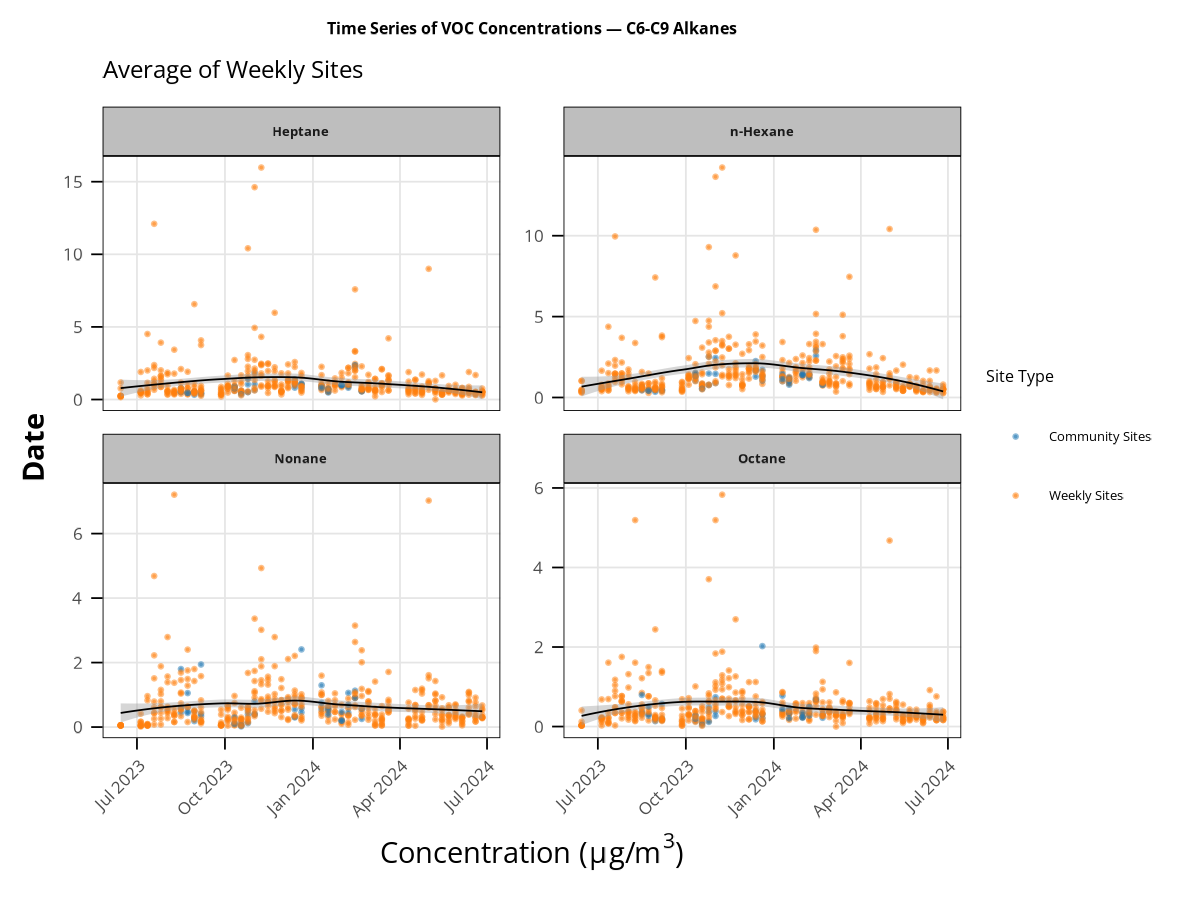 Time Series of VOC Concentrations — C6-C9 Alkanes
Average of Weekly Sites
Heptane
n-Hexane
15
10
5
0
10
5
0
Nonane
Octane
6
4
2
0
6
4
2
0
Jul 2023
Oct 2023
Jan 2024
Apr 2024
Jul 2024
Jul 2023
Oct 2023
Jan 2024
Apr 2024
Jul 2024
Date
Concentration (µg/m³)
Site Type
Community Sites
Weekly Sites